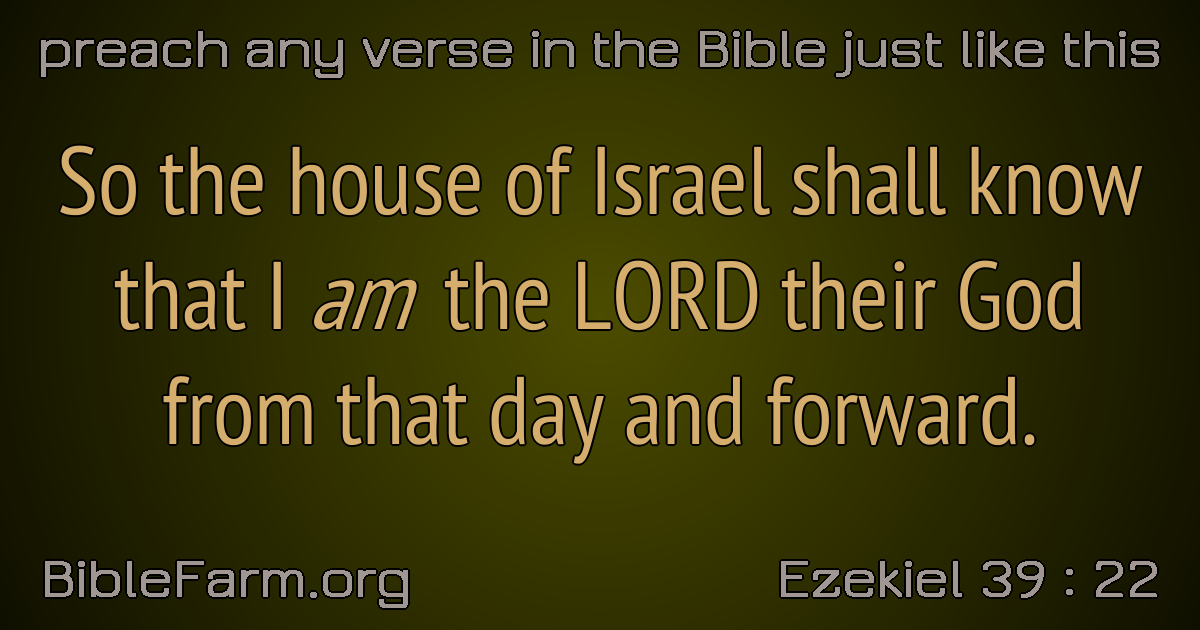 preach any verse in the Bible just like this
So the house of Israel shall know
that I am the LORD their God
from that day and forward.
BibleFarm.org
Ezekiel 39 : 22